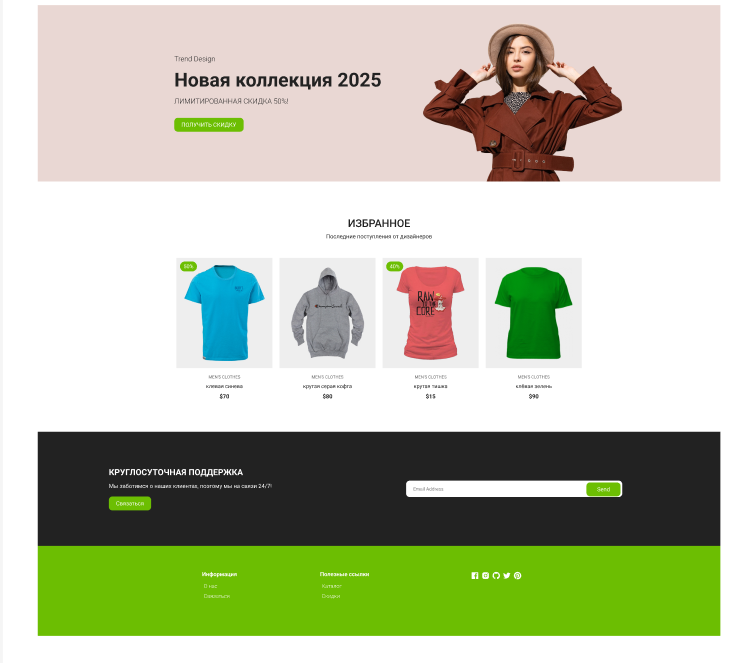 Trend Design
Новая коллекция 2025
ЛИМИТИРОВАННАЯ СКИДКА 50%!
ПОЛУЧИТЬ СКИДКУ
ИЗБРАННОЕ
Последние поступления от дизайнеров
50%
40%
RAW
CORE
MEN'S CLOTHES
MEN'S CLOTHES
MEN'S CLOTHES
MEN'S CLOTHES
клевая синева
крутая серая кофта
крутая тишка
клёвая зелень
$70
$80
$15
$90
КРУГЛОСУТОЧНАЯ ПОДДЕРЖКА
Мы заботимся о наших клиентах, поэтому мы на связи 24/7!
Связаться
Email Address
Send
Информация
Полезные ссылки
О нас
Каталог
Связаться
Скидки